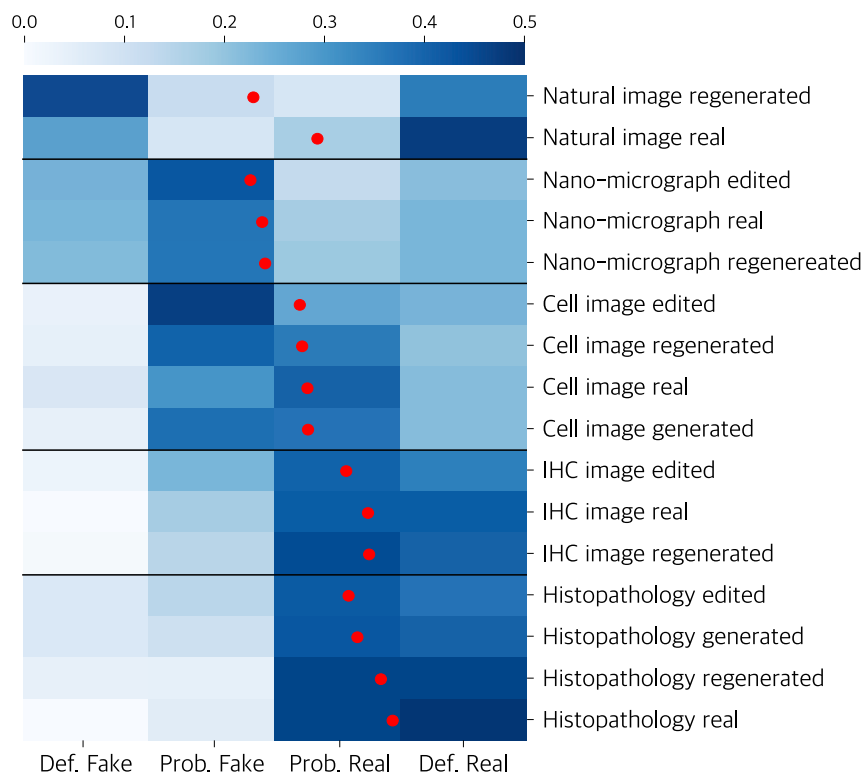 0.0 0.1 0.2 0.3 0.4 0.5
Natural image regenerated
Natural image real
Nano-micrograph edited
Nano-micrograph real
Nano-micrograph regenereated
Cell image edited
Cell image regenerated
Cell image real
Cell image generated
IHC image edited
IHC image real
IHC image regenerated
Histopathology edited
Histopathology generated
Histopathology regenerated
Histopathology real
Def. Fake Prob. Fake Prob. Real Def. Real